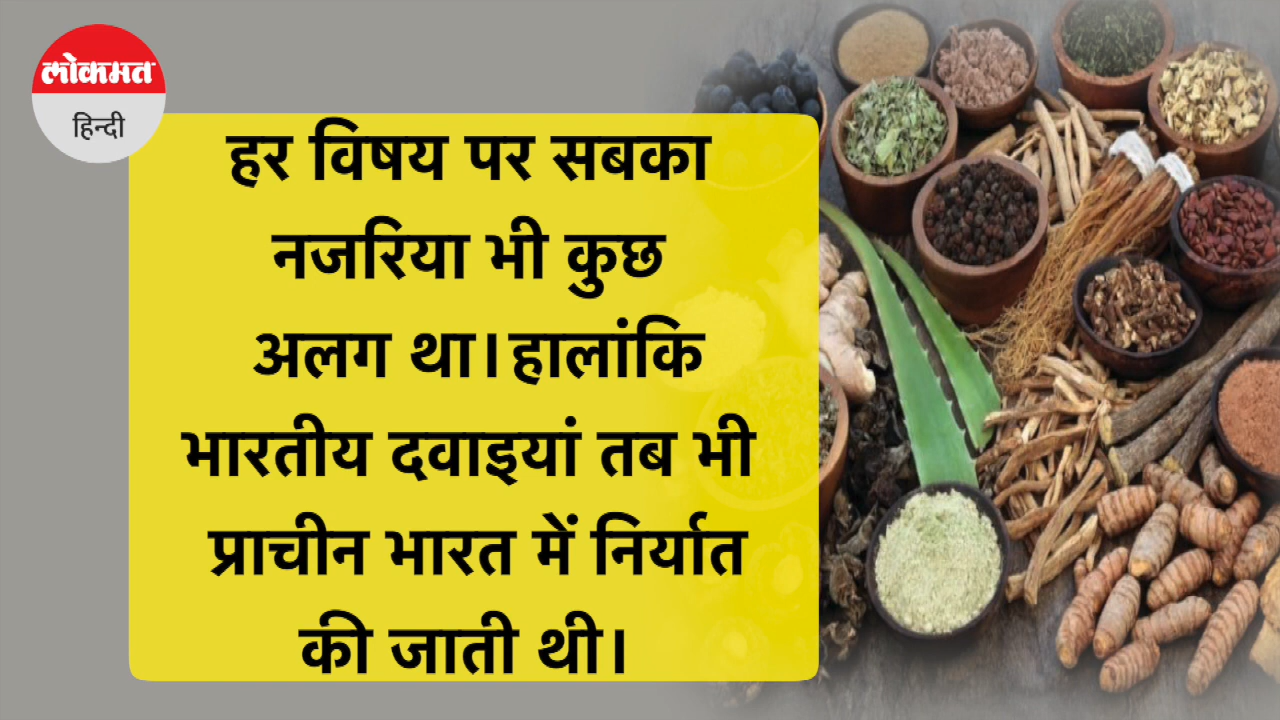 लोकमत
हिन्दी
हर विषय पर सबका
नजरिया भी कुछ
अलग था।हालांकि
भारतीय दवाइयां तब भी
प्राचीन भारत में निर्यात
की जाती थी।